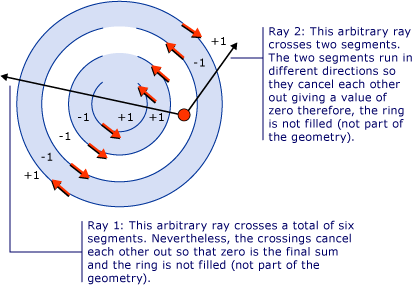 +1
-1
Ray 2: This arbitrary ray
crosses two segments.
The two segments run in
different directions so
they cancel each other
out giving a value of
zero therefore, the ring
is not filled (not part of
the geometry).
-1 +1 +1
-1
-1
+1
Ray 1: This arbitrary ray crosses a total of six
segments. Nevertheless, the crossings cancel
each other out so that zero is the final sum
and the ring is not filled (not part of the
geometry).